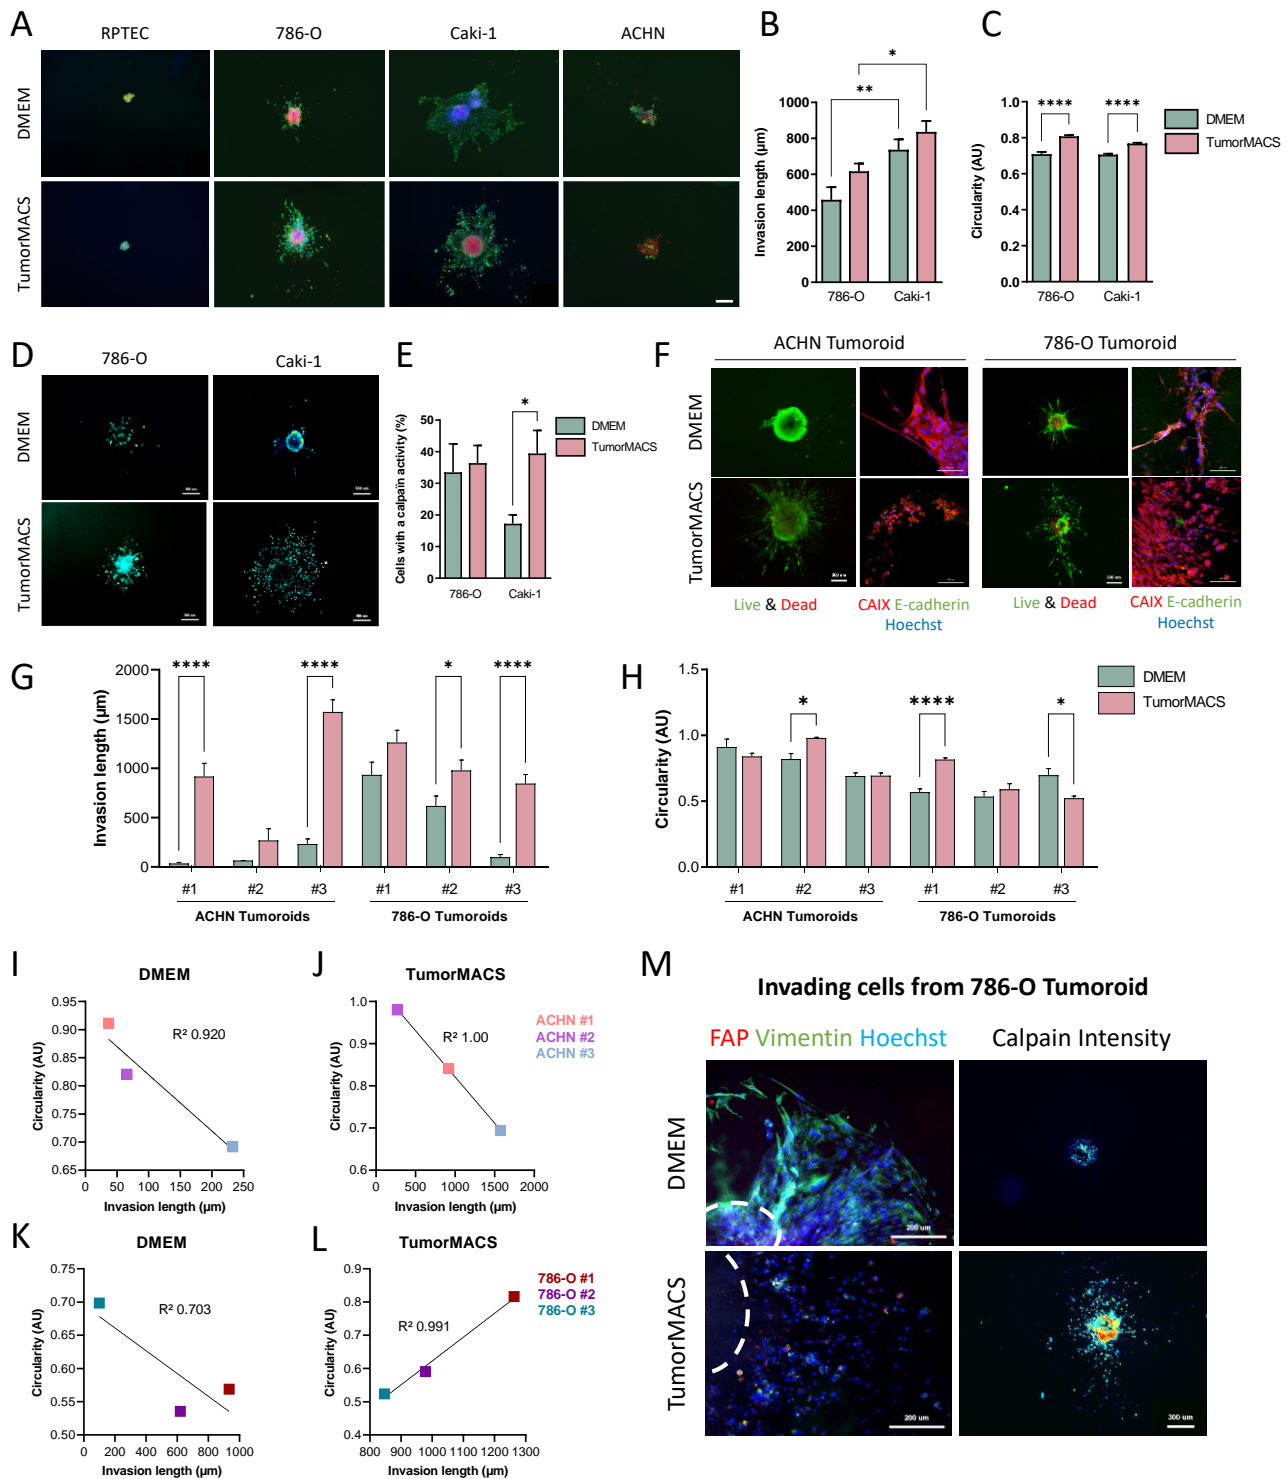 A
RPTEC
786-O
Caki-1
ACHN
DMEM
TumorMACS
B
Invasion length (µm)
1000
800
600
400
200
0
**
*
786-O
Caki-1
C
Circularity (AU)
1.0
0.8
0.6
0.4
0.2
0.0
****
****
786-O
Caki-1
DMEM
TumorMACS
D
786-O
Caki-1
DMEM
TumorMACS
E
Cells with a calpaïn activity (%)
50
40
30
20
10
0
*
786-O
Caki-1
DMEM
TumorMACS
F
ACHN Tumoroid
786-O Tumoroid
DMEM
TumorMACS
Live & Dead
CAIX E-cadherin
Hoechst
Live & Dead
CAIX E-cadherin
Hoechst
G
Invasion length (µm)
2000
1500
1000
500
0
****
****
*
****
#1
#2
#3
#1
#2
#3
ACHN Tumoroids
786-O Tumoroids
H
Circularity (AU)
1.5
1.0
0.5
0.0
*
****
*
#1
#2
#3
#1
#2
#3
ACHN Tumoroids
786-O Tumoroids
DMEM
TumorMACS
I
DMEM
Circularity (AU)
0.95
0.90
0.85
0.80
0.75
0.70
0.65
R² 0.920
0 50 100 150 200 250
Invasion length (µm)
J
TumorMACS
Circularity (AU)
1.0
0.9
0.8
0.7
0.6
R² 1.00
0 500 1000 1500 2000
Invasion length (µm)
ACHN #1
ACHN #2
ACHN #3
K
DMEM
Circularity (AU)
0.75
0.70
0.65
0.60
0.55
0.50
R² 0.703
0 200 400 600 800 1000
Invasion length (µm)
L
TumorMACS
Circularity (AU)
0.9
0.8
0.7
0.6
0.5
0.4
R² 0.991
800 900 1000 1100 1200 1300
Invasion length (µm)
786-O #1
786-O #2
786-O #3
M
Invading cells from 786-O Tumoroid
FAP Vimentin Hoechst
Calpain Intensity
DMEM
TumorMACS
200 um
200 um
300 um